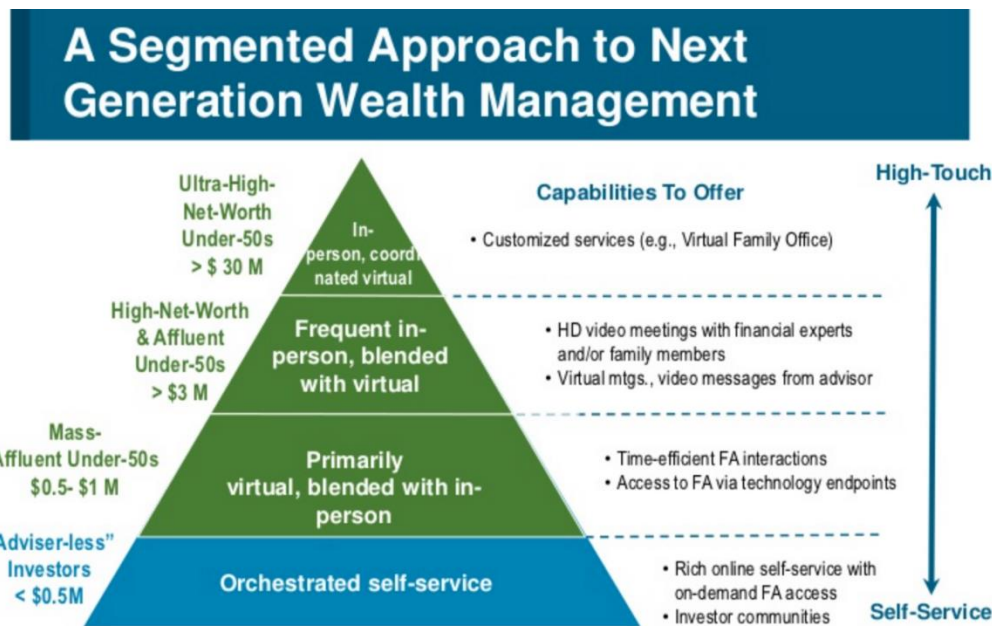 A Segmented Approach to Next
Generation Wealth Management
Ultra-High-
Net-Worth
Under-50s
> $ 30 M
In-
person, coordi
nated virtual
Capabilities To Offer
• Customized services (e.g., Virtual Family Office)
High-Touch
High-Net-Worth
& Affluent
Under-50s
> $3 M
Frequent in-
person, blended
with virtual
• HD video meetings with financial experts
and/or family members
• Virtual mtgs., video messages from advisor
Mass-
Affluent Under-50s
$0.5- $1 M
Primarily
virtual, blended with in-
person
• Time-efficient FA interactions
• Access to FA via technology endpoints
Adviser-less”
Investors
< $0.5M
Orchestrated self-service
• Rich online self-service with
on-demand FA access
• Investor communities
Self-Service